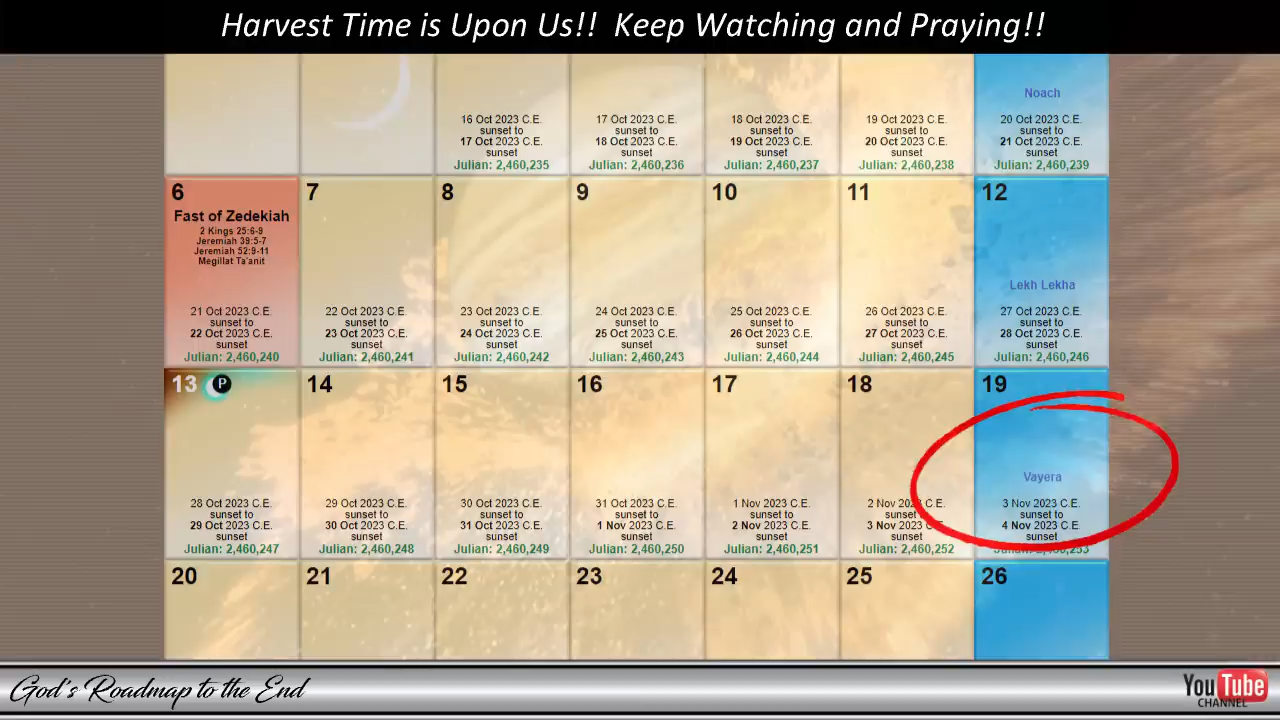 Harvest Time is Upon Us!! Keep Watching and Praying!!
16 Oct 2023 C.E.
sunset to
17 Oct 2023 C.E.
sunset
Julian: 2,460,235
17 Oct 2023 C.E.
sunset to
18 Oct 2023 C.E.
sunset
Julian: 2,460,236
18 Oct 2023 C.E.
sunset to
19 Oct 2023 C.E.
sunset
Julian: 2,460,237
19 Oct 2023 C.E.
sunset to
20 Oct 2023 C.E.
sunset
Julian: 2,460,238
Noach
20 Oct 2023 C.E.
sunset to
21 Oct 2023 C.E.
sunset
Julian: 2,460,239
6
Fast of Zedekiah
2 Kings 25:6-9
Jeremiah 39:5-7
Jeremiah 52:9-11
Megillat Ta'anit
21 Oct 2023 C.E.
sunset to
22 Oct 2023 C.E.
sunset
Julian: 2,460,240
7
22 Oct 2023 C.E.
sunset to
23 Oct 2023 C.E.
sunset
Julian: 2,460,241
8
23 Oct 2023 C.E.
sunset to
24 Oct 2023 C.E.
sunset
Julian: 2,460,242
9
24 Oct 2023 C.E.
sunset to
25 Oct 2023 C.E.
sunset
Julian: 2,460,243
10
25 Oct 2023 C.E.
sunset to
26 Oct 2023 C.E.
sunset
Julian: 2,460,244
11
26 Oct 2023 C.E.
sunset to
27 Oct 2023 C.E.
sunset
Julian: 2,460,245
12
Lekh Lekha
27 Oct 2023 C.E.
sunset to
28 Oct 2023 C.E.
sunset
Julian: 2,460,246
13 P
28 Oct 2023 C.E.
sunset to
29 Oct 2023 C.E.
sunset
Julian: 2,460,247
14
29 Oct 2023 C.E.
sunset to
30 Oct 2023 C.E.
sunset
Julian: 2,460,248
15
30 Oct 2023 C.E.
sunset to
31 Oct 2023 C.E.
sunset
Julian: 2,460,249
16
31 Oct 2023 C.E.
sunset to
1 Nov 2023 C.E.
sunset
Julian: 2,460,250
17
1 Nov 2023 C.E.
sunset to
2 Nov 2023 C.E.
sunset
Julian: 2,460,251
18
2 Nov 2023 C.E.
sunset to
3 Nov 2023 C.E.
sunset
Julian: 2,460,252
19
Vayera
3 Nov 2023 C.E.
sunset to
4 Nov 2023 C.E.
sunset
Julian: 2,460,253
20
21
22
23
24
25
26
God's Roadmap to the End
YouTube
CHANNEL